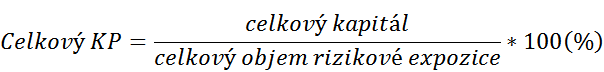 Celkový KP = celkový kapitál / celkový objem rizikové expozice * 100(%)